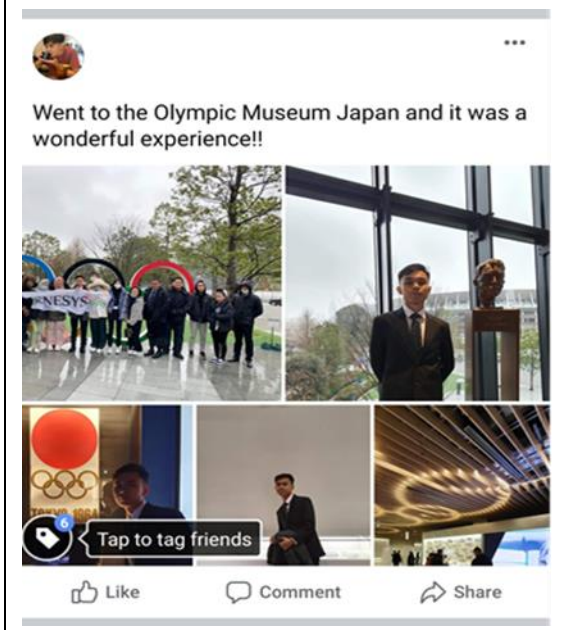 Went to the Olympic Museum Japan and it was a
wonderful experience!!
NESYS
TOKYO 1964
6
Tap to tag friends
Like
Comment
Share